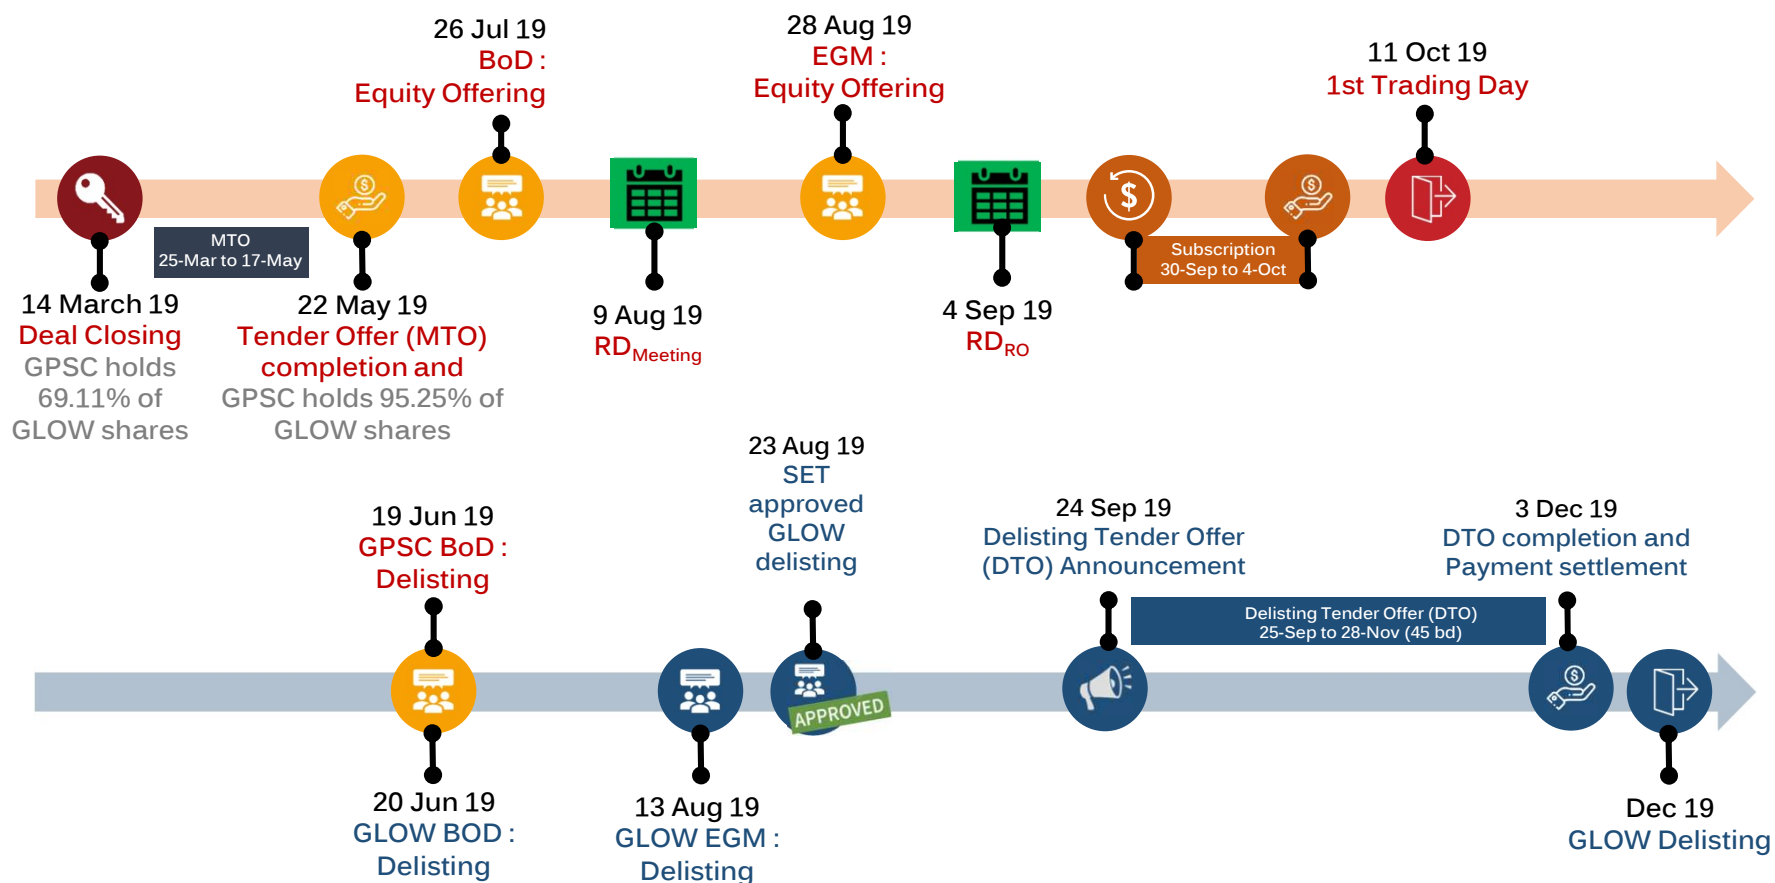 26 Jul 19
BoD :
Equity Offering
28 Aug 19
EGM :
Equity Offering
11 Oct 19
1st Trading Day
MTO
25-Mar to 17-May
Subscription
30-Sep to 4-Oct
14 March 19
Deal Closing
GPSC holds
69.11% of
GLOW shares
22 May 19
Tender Offer (MTO)
completion and
GPSC holds 95.25% of
GLOW shares
9 Aug 19
RD Meeting
4 Sep 19
RD RO
19 Jun 19
GPSC BoD :
Delisting
23 Aug 19
SET
approved
GLOW
delisting
24 Sep 19
Delisting Tender Offer
(DTO) Announcement
3 Dec 19
DTO completion and
Payment settlement
Delisting Tender Offer (DTO)
25-Sep to 28-Nov (45 bd)
APPROVED
20 Jun 19
GLOW BOD :
Delisting
13 Aug 19
GLOW EGM :
Delisting
Dec 19
GLOW Delisting